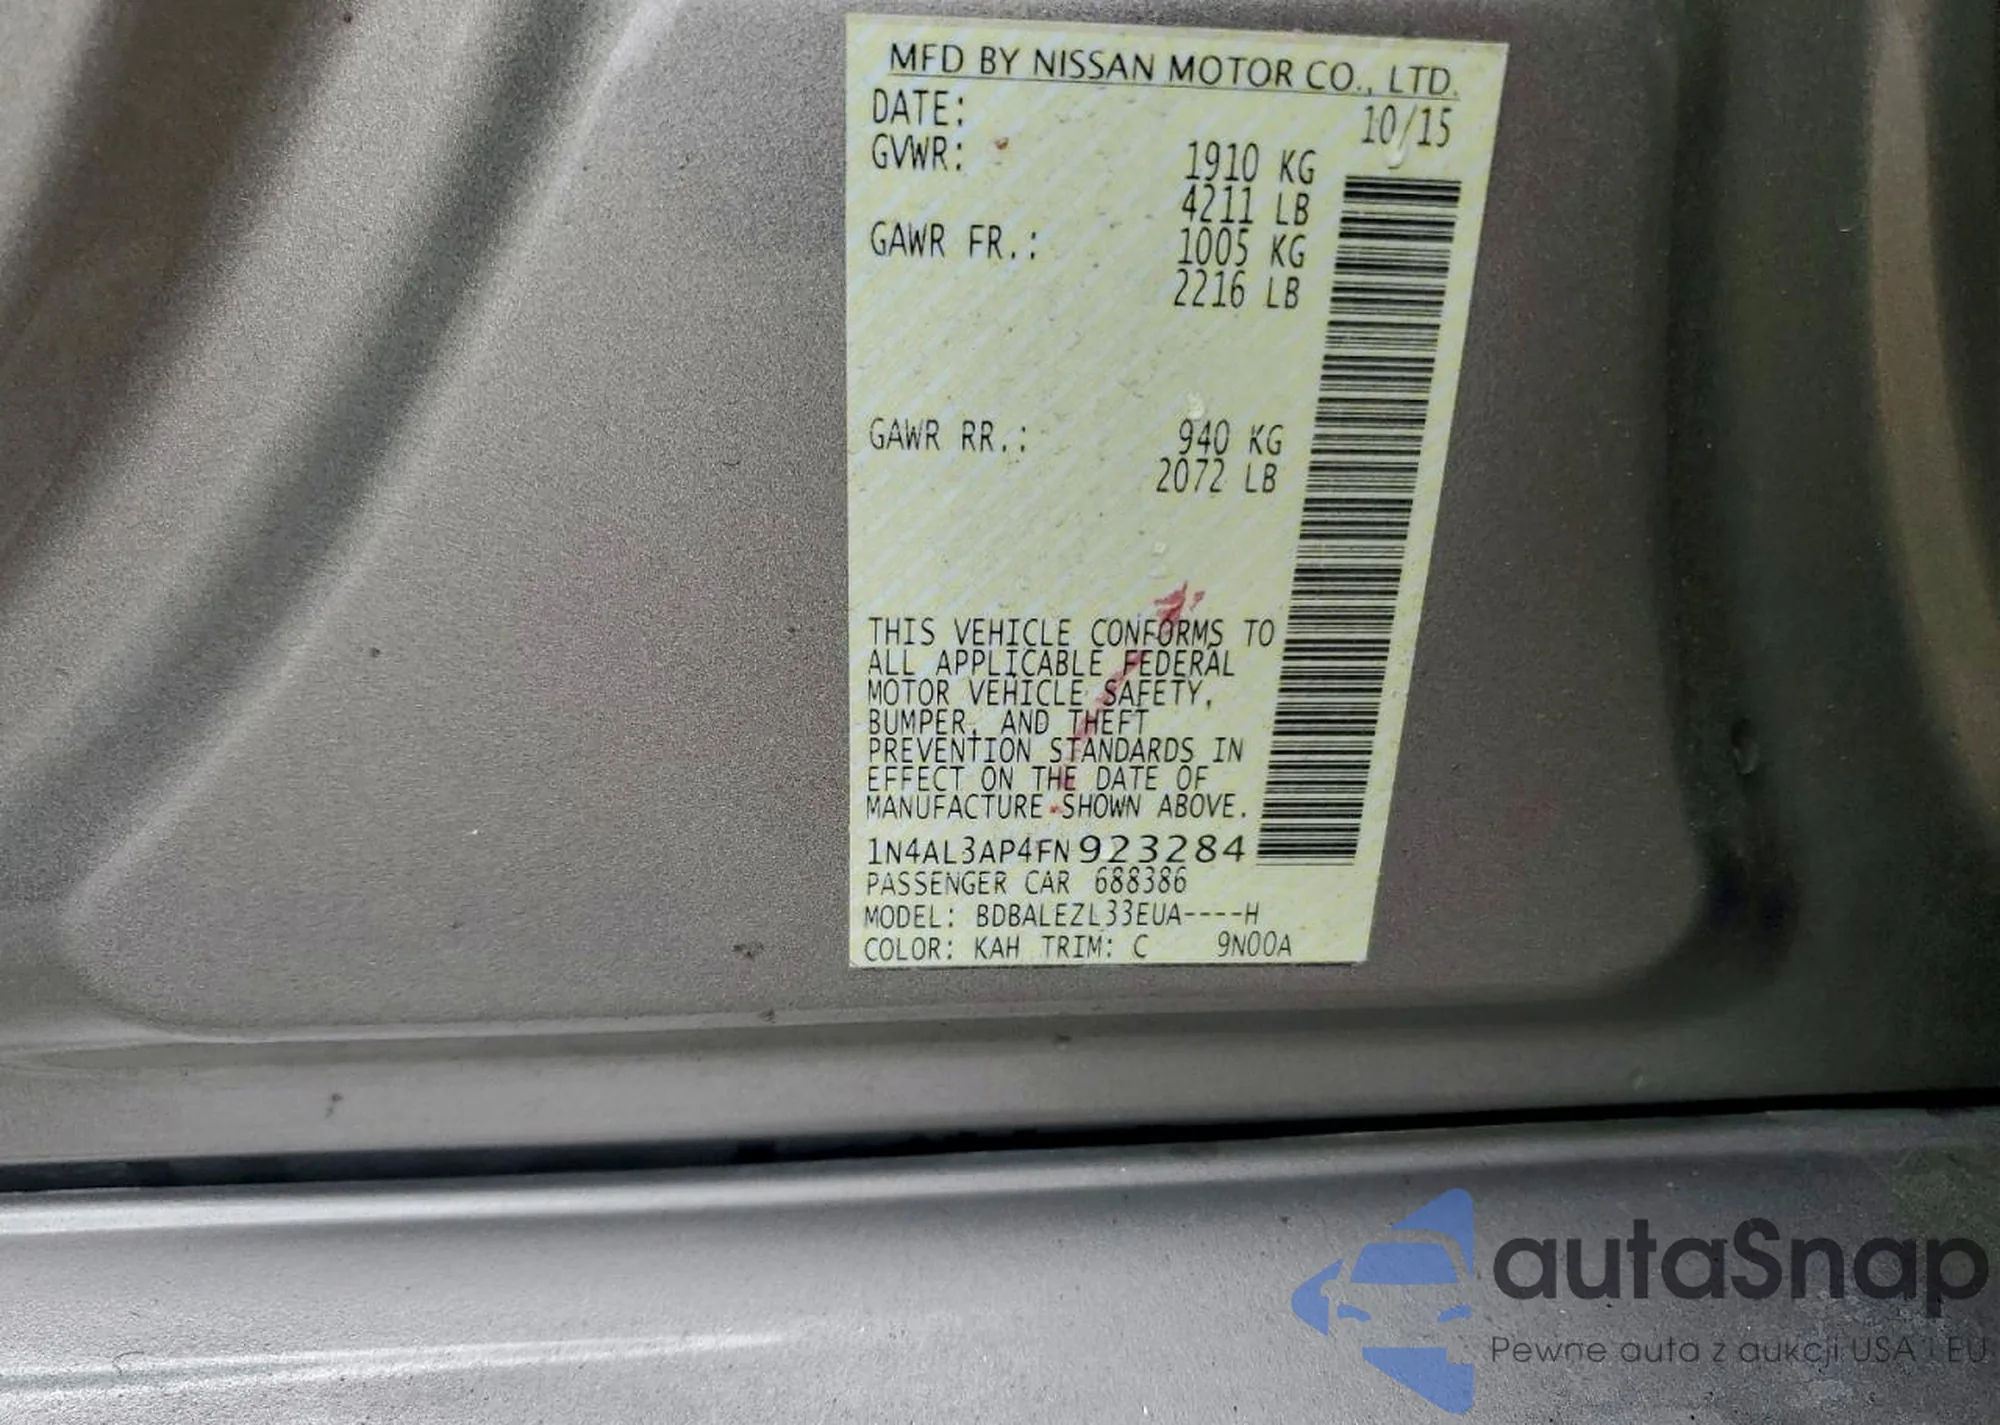 MFD BY NISSAN MOTOR CO., LTD.
DATE: 10/15
GVWR: 1910 KG
4211 LB
GAWR FR.: 1005 KG
2216 LB
GAWR RR.: 940 KG
2072 LB
THIS VEHICLE CONFORMS TO
ALL APPLICABLE FEDERAL
MOTOR VEHICLE SAFETY,
BUMPER, AND THEFT
PREVENTION STANDARDS IN
EFFECT ON THE DATE OF
MANUFACTURE SHOWN ABOVE.
1N4AL3AP4FN923284
PASSENGER CAR 688386
MODEL: BDBALEZL33EUA----H
COLOR: KAH TRIM: C 9N00A
autaSnap
Pewne auta z aukcji USA i EU